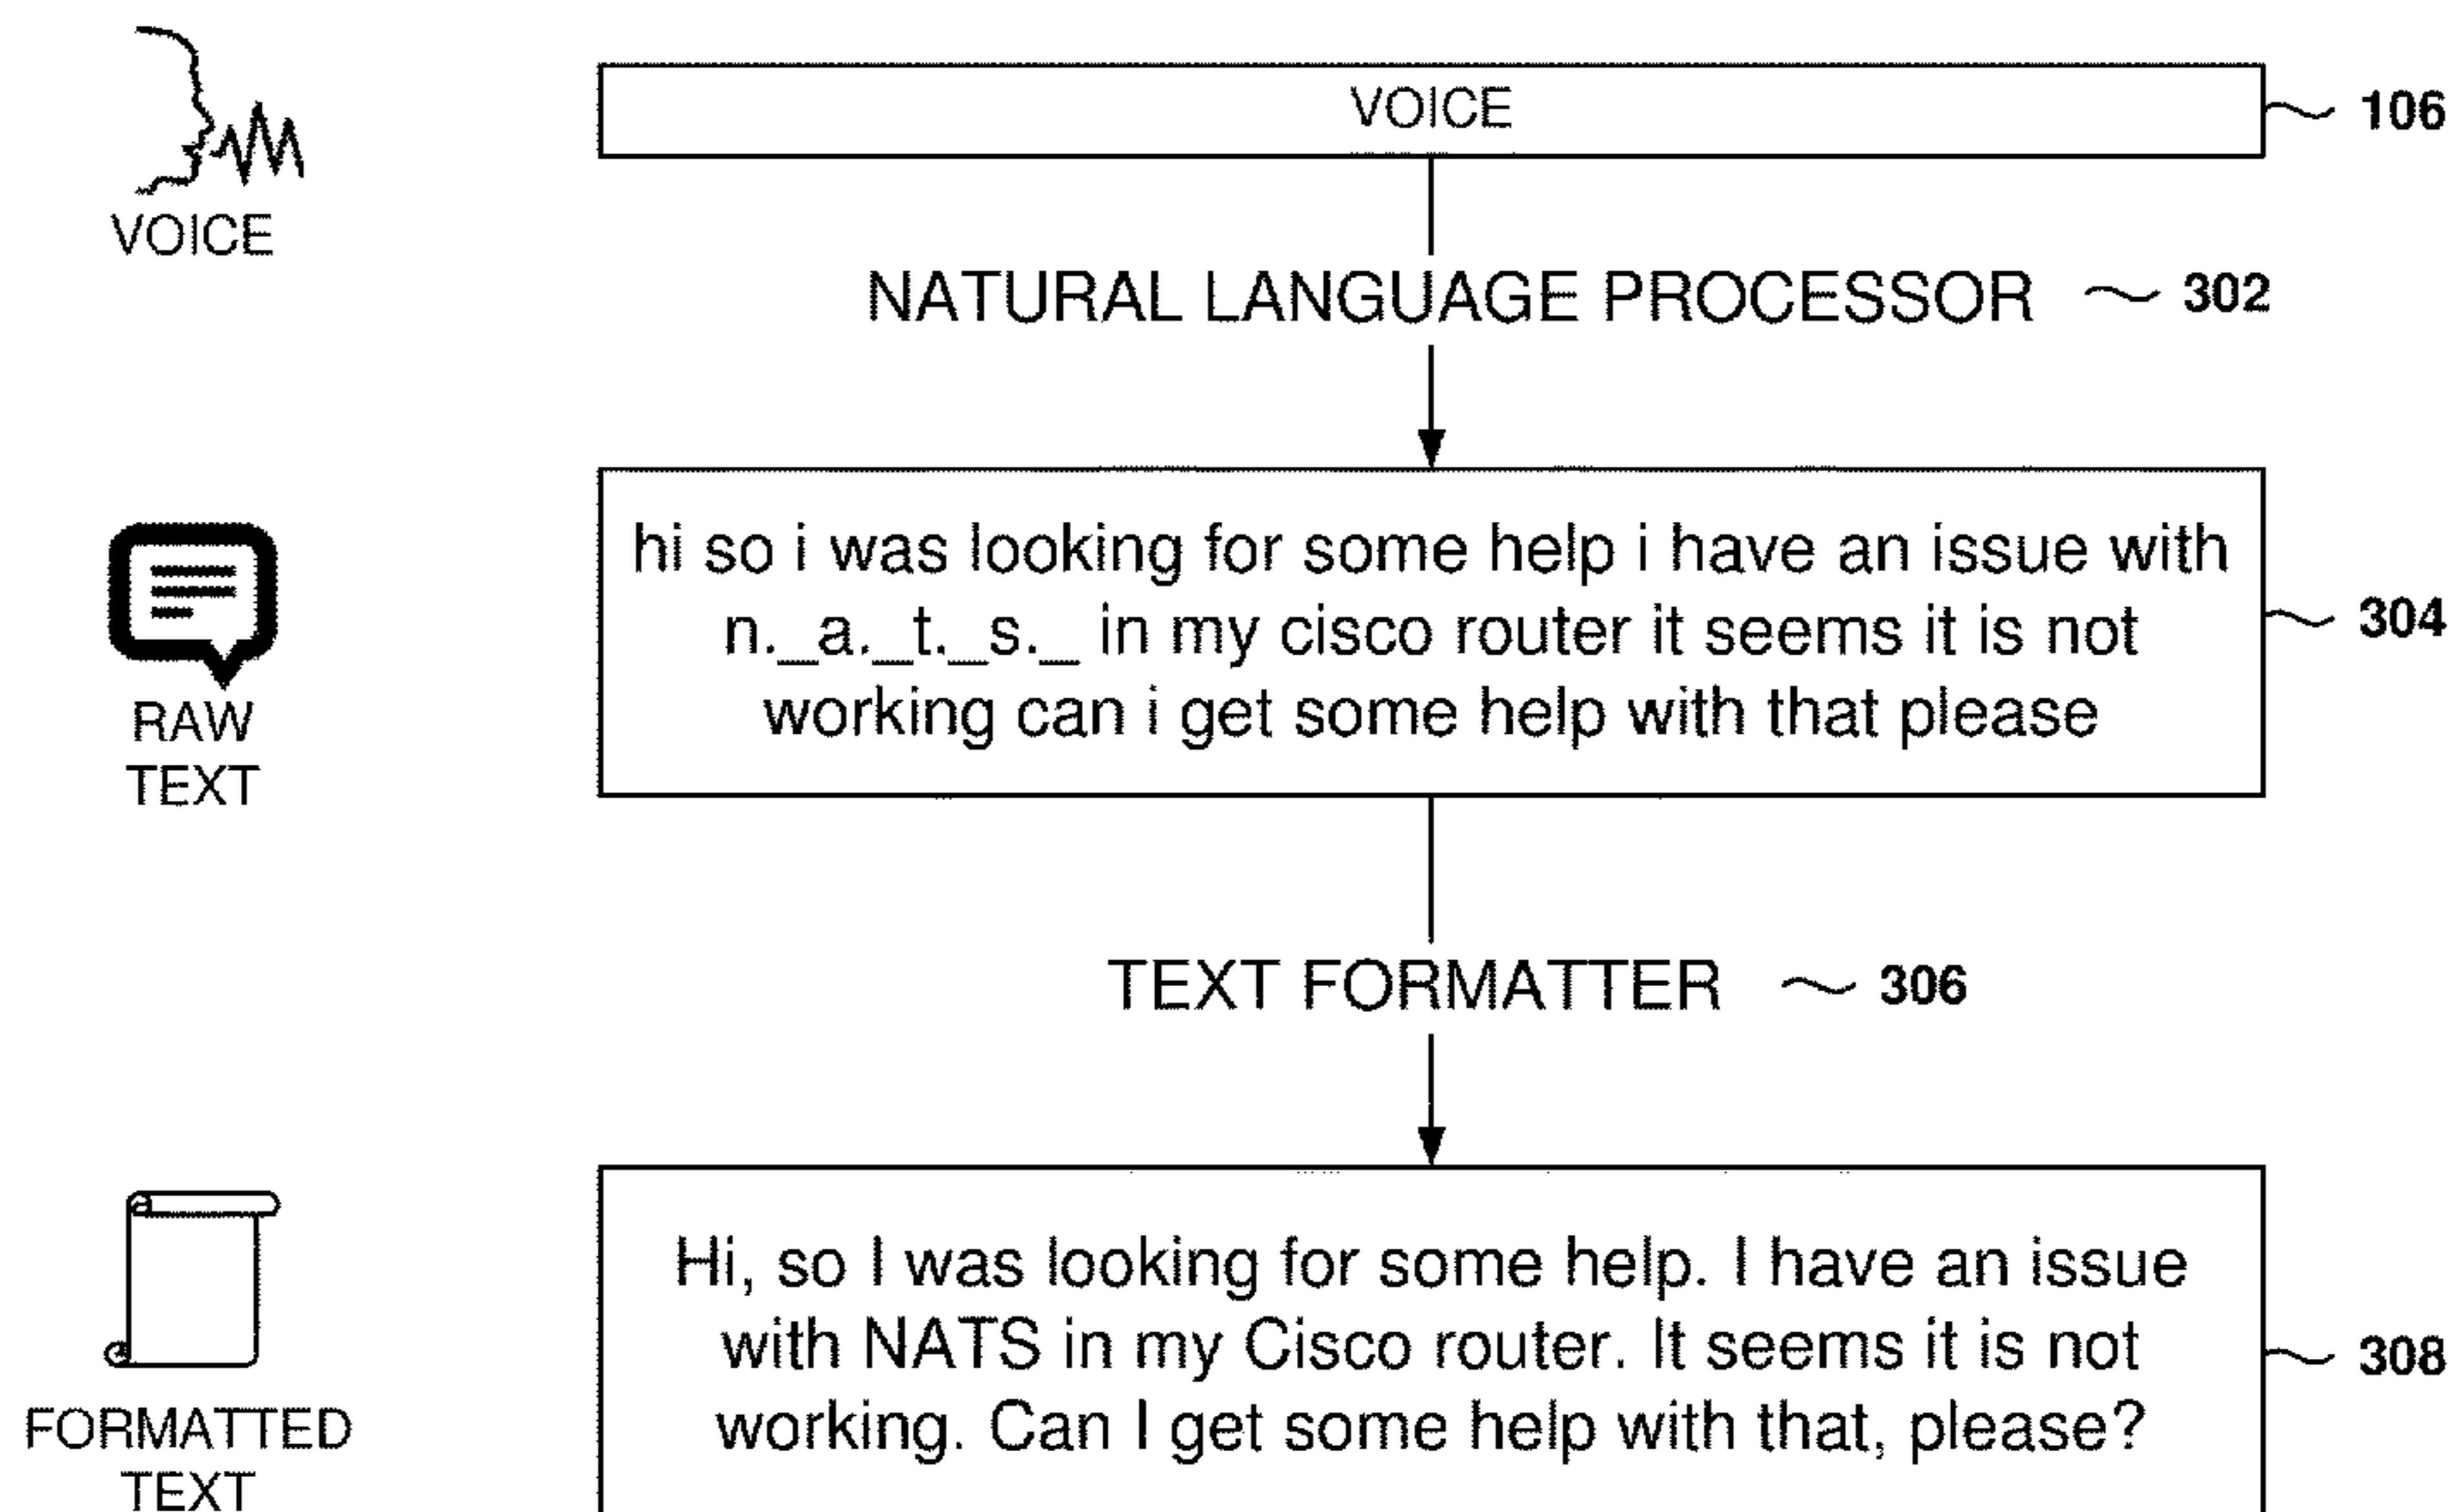 VOICE
VOICE ~ 106
NATURAL LANGUAGE PROCESSOR ~ 302
RAW
TEXT
hi so i was looking for some help i have an issue with
n._a._t._s._ in my cisco router it seems it is not
working can i get some help with that please
304
TEXT FORMATTER ~ 306
FORMATTED
TEXT
Hi, so I was looking for some help. I have an issue
with NATS in my Cisco router. It seems it is not
working. Can I get some help with that, please?
308